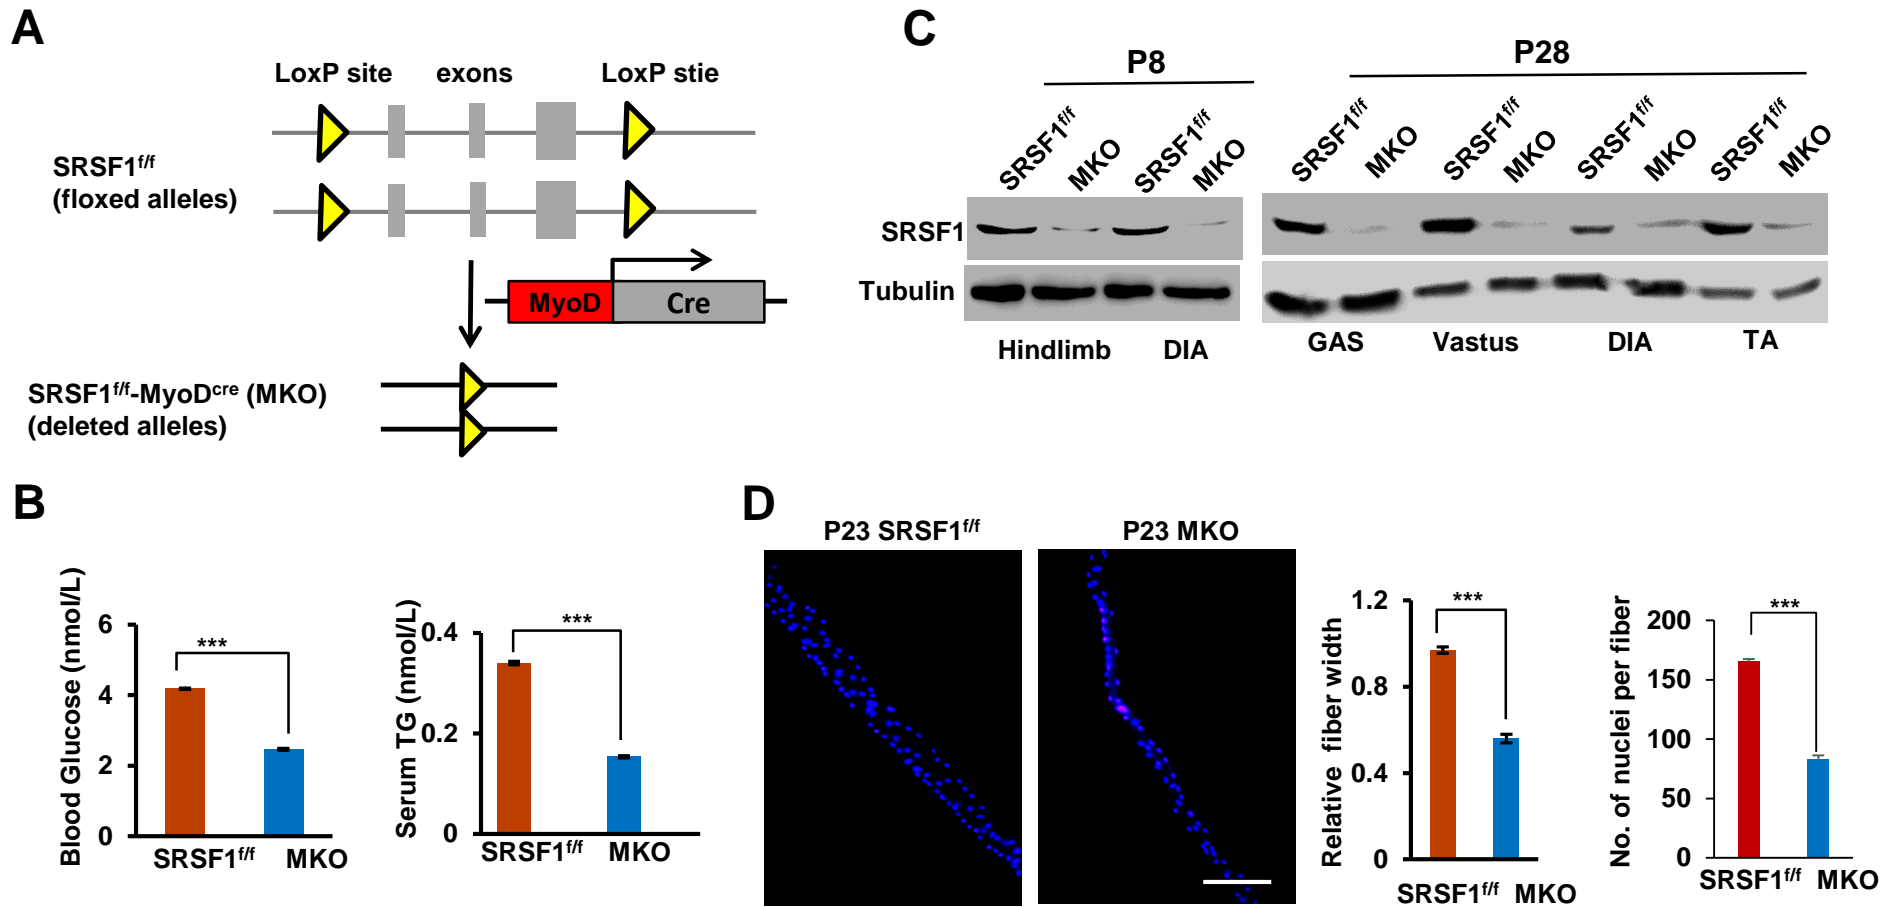 A
LoxP site exons LoxP stie
SRSF1f/f
(floxed alleles)
MyoD Cre
SRSF1f/f-MyoDcre (MKO)
(deleted alleles)
C
P8 P28
SRSF1f/f MKO SRSF1f/f MKO SRSF1f/f MKO SRSF1f/f MKO SRSF1f/f MKO SRSF1f/f MKO
SRSF1
Tubulin
Hindlimb DIA GAS Vastus DIA TA
B
Blood Glucose (nmol/L)
6
4
2
0
***
SRSF1f/f MKO
Serum TG (nmol/L)
0.4
0.2
0
***
SRSF1f/f MKO
D
P23 SRSF1f/f P23 MKO
Relative fiber width
1.2
0.8
0.4
0
***
SRSF1f/f MKO
No. of nuclei per fiber
200
150
100
50
0
***
SRSF1f/f MKO